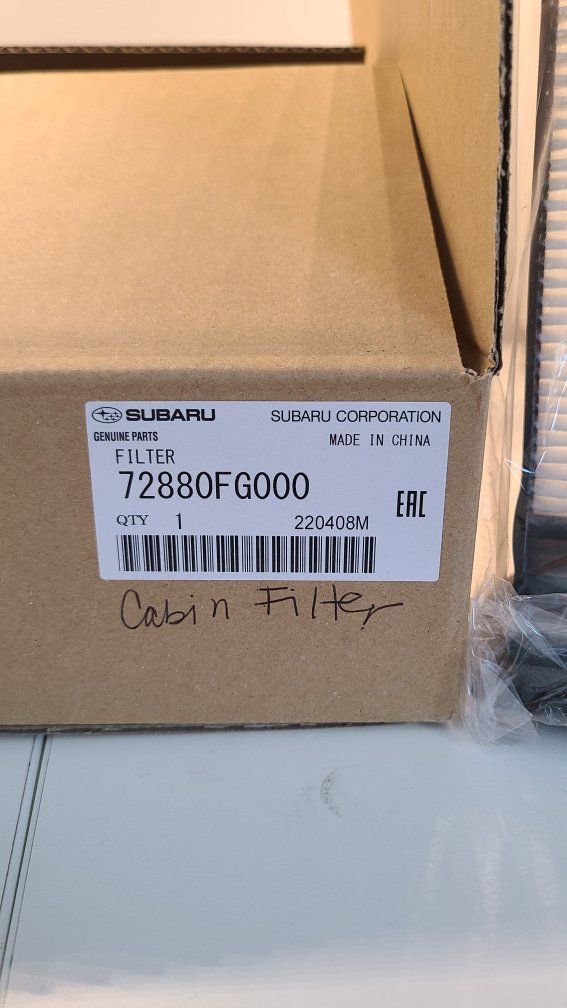 SUBARU SUBARU CORPORATION
GENUINE PARTS MADE IN CHINA
FILTER
72880FG000
EAC
QTY 1 220408M
Cabin Filter